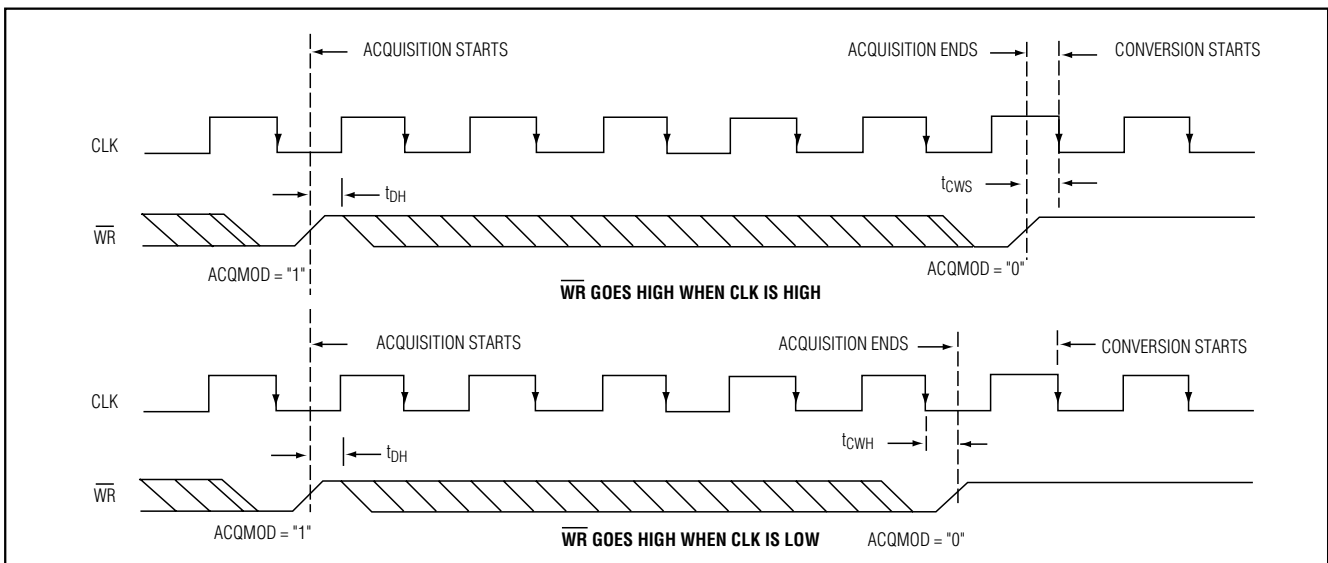 ACQUISITION STARTS
ACQUISITION ENDS
CONVERSION STARTS
CLK
tDH
tCWS
WR
ACQMOD = "1"
ACQMOD = "0"
WR GOES HIGH WHEN CLK IS HIGH
ACQUISITION STARTS
ACQUISITION ENDS
CONVERSION STARTS
CLK
tDH
tCWH
WR
ACQMOD = "1"
WR GOES HIGH WHEN CLK IS LOW
ACQMOD = "0"